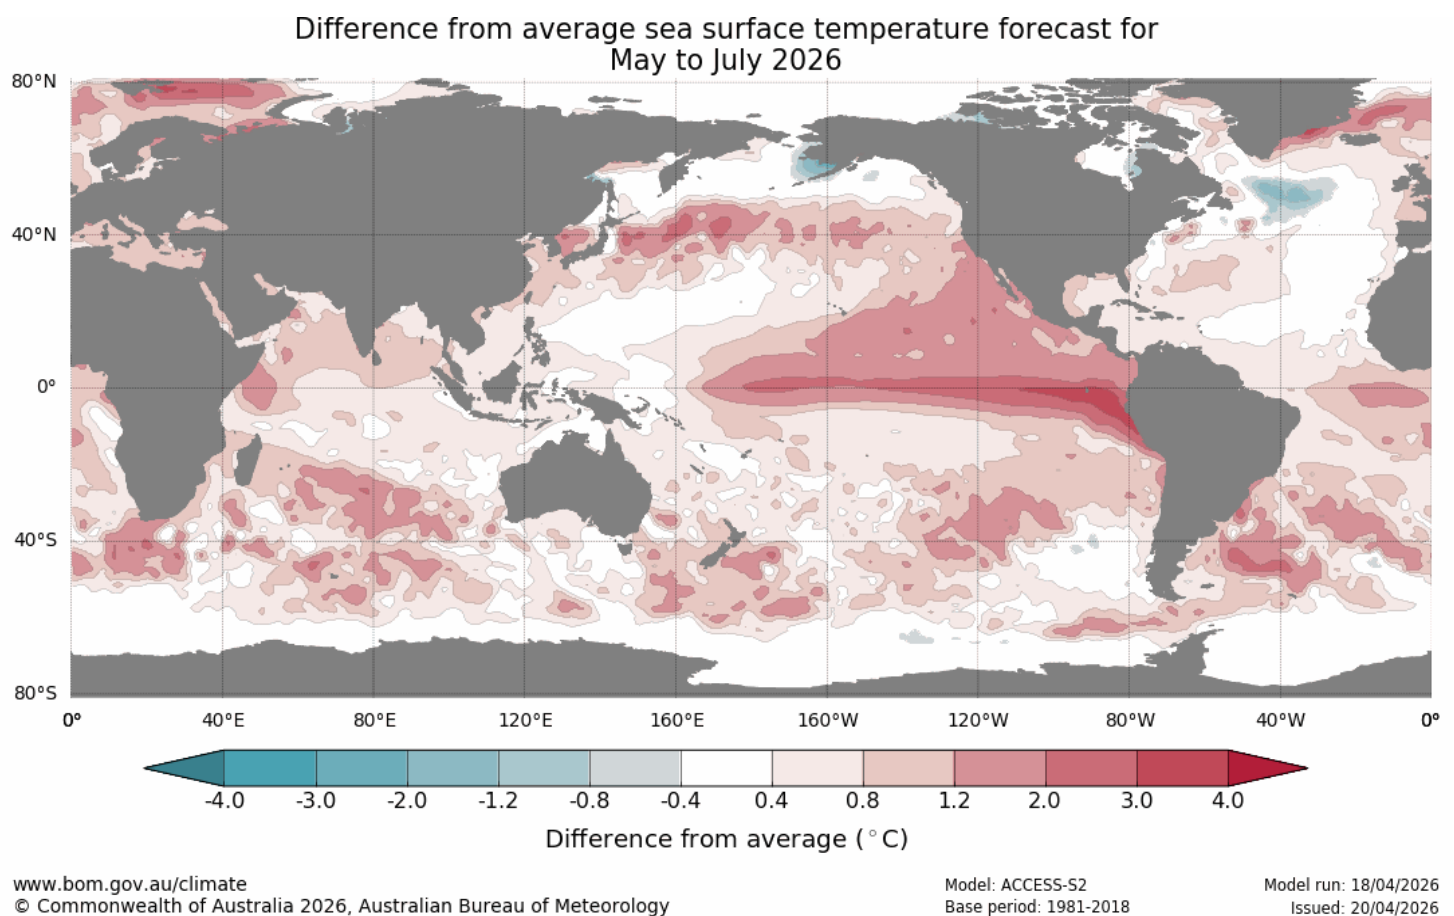 Difference from average sea surface temperature forecast for
May to July 2026
80°N
40°N
0°
40°S
80°S
0° 40°E 80°E 120°E 160°E 160°W 120°W 80°W 40°W 0°
-4.0 -3.0 -2.0 -1.2 -0.8 -0.4 0.4 0.8 1.2 2.0 3.0 4.0
Difference from average (°C)
www.bom.gov.au/climate
© Commonwealth of Australia 2026, Australian Bureau of Meteorology
Model: ACCESS-S2
Base period: 1981-2018
Model run: 18/04/2026
Issued: 20/04/2026